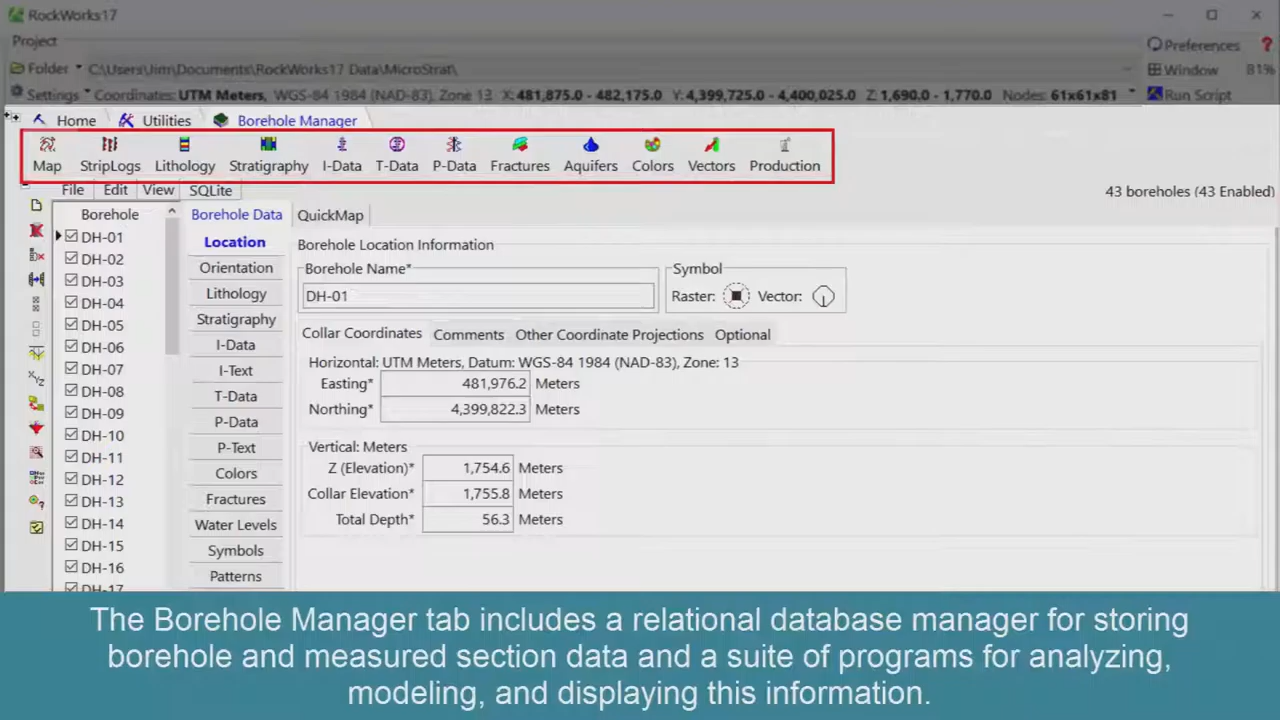 RockWorks17
Project
Folder C:\Users\Jim\Documents\RockWorks17 Data\MicroStrat\
Preferences ?
Window 81%
Settings Coordinates: UTM Meters, WGS-84 1984 (NAD-83), Zone 13 X: 481,875.0 - 482,175.0 Y: 4,399,725.0 - 4,400,025.0 Z: 1,690.0 - 1,770.0 Nodes: 61x61x81
Run Script
Home Utilities Borehole Manager
Map StripLogs Lithology Stratigraphy I-Data T-Data P-Data Fractures Aquifers Colors Vectors Production
File Edit View SQLite
43 boreholes (43 Enabled)
Borehole
DH-01
DH-02
DH-03
DH-04
DH-05
DH-06
DH-07
DH-08
DH-09
DH-10
DH-11
DH-12
DH-13
DH-14
DH-15
DH-16
DH-17
Borehole Data QuickMap
Location
Orientation
Lithology
Stratigraphy
I-Data
I-Text
T-Data
P-Data
P-Text
Colors
Fractures
Water Levels
Symbols
Patterns
Borehole Location Information
Borehole Name*
DH-01
Symbol
Raster: Vector:
Collar Coordinates Comments Other Coordinate Projections Optional
Horizontal: UTM Meters, Datum: WGS-84 1984 (NAD-83), Zone: 13
Easting* 481,976.2 Meters
Northing* 4,399,822.3 Meters
Vertical: Meters
Z (Elevation)* 1,754.6 Meters
Collar Elevation* 1,755.8 Meters
Total Depth* 56.3 Meters
The Borehole Manager tab includes a relational database manager for storing
borehole and measured section data and a suite of programs for analyzing,
modeling, and displaying this information.